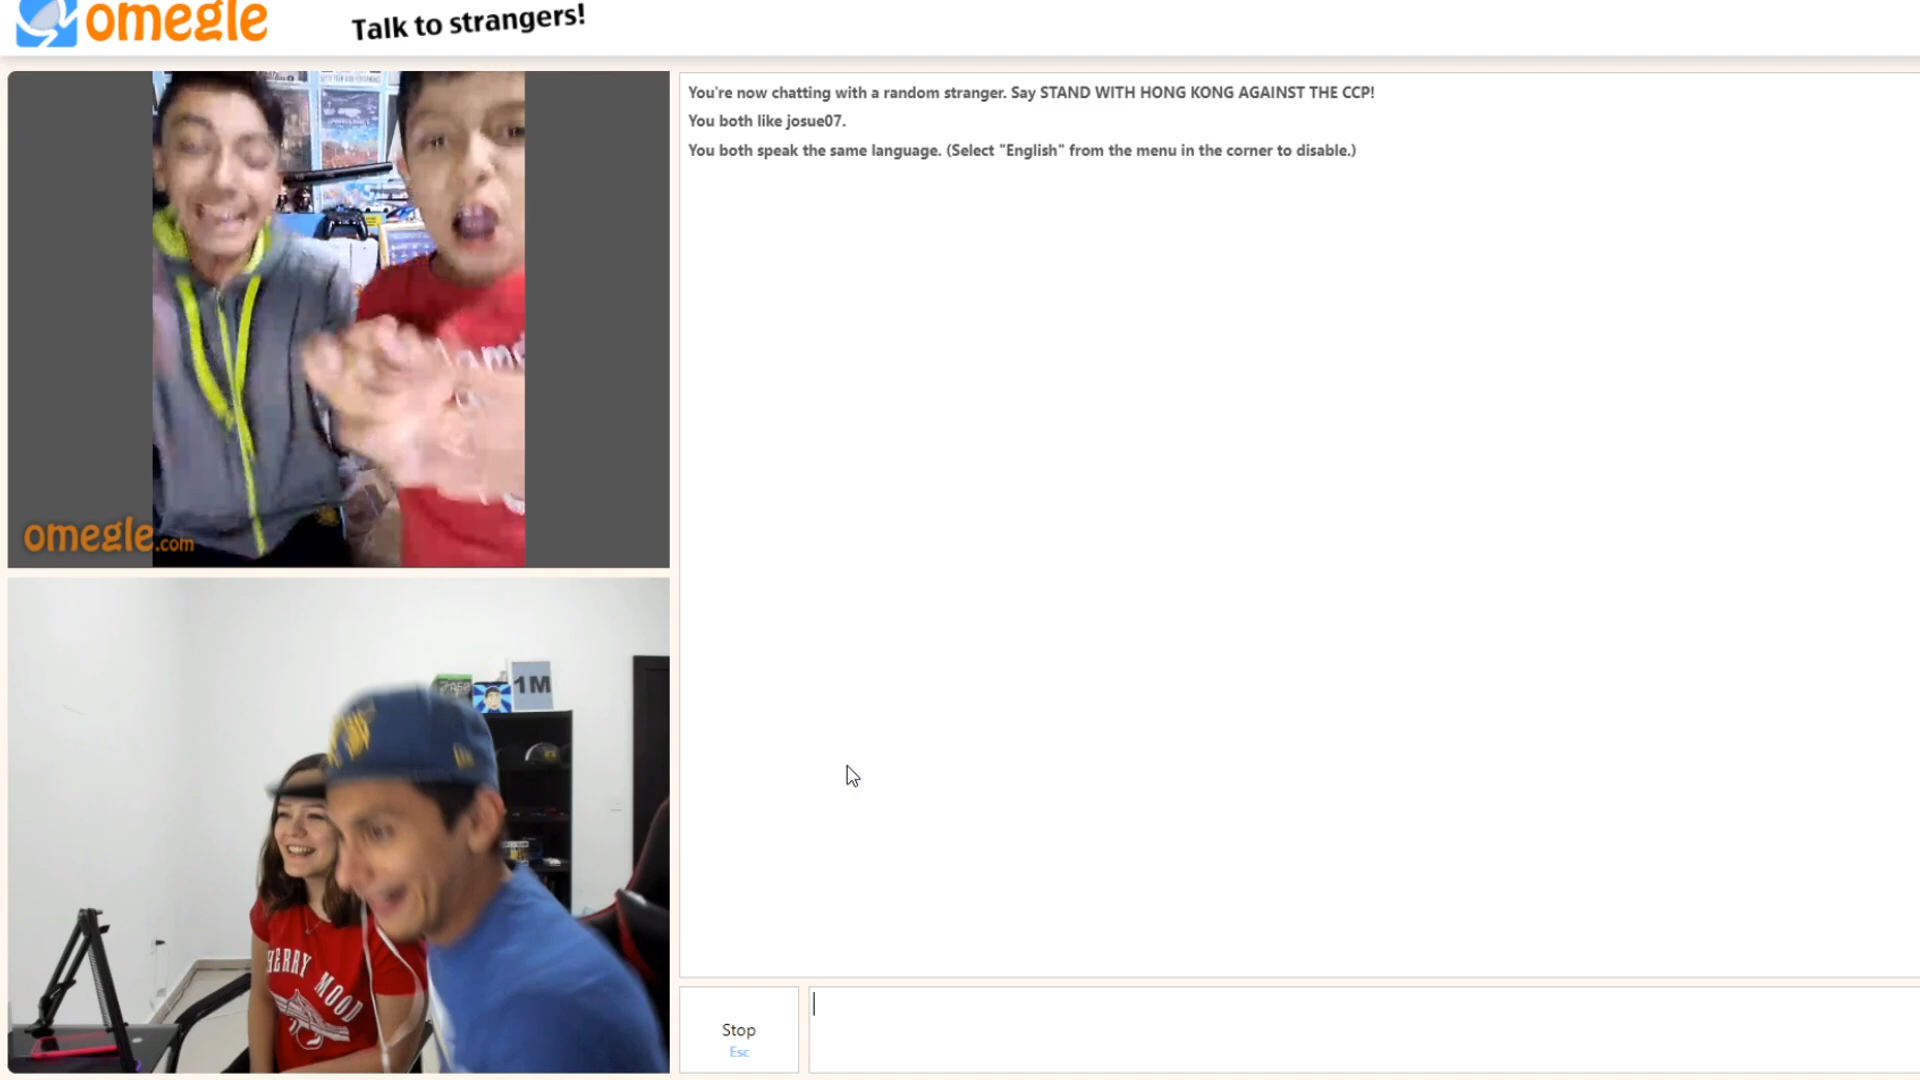 omegle
Talk to strangers!
You're now chatting with a random stranger. Say STAND WITH HONG KONG AGAINST THE CCP!
You both like josue07.
You both speak the same language. (Select "English" from the menu in the corner to disable.)
omegle.com
1M
HERRY MOOD
Stop
Esc